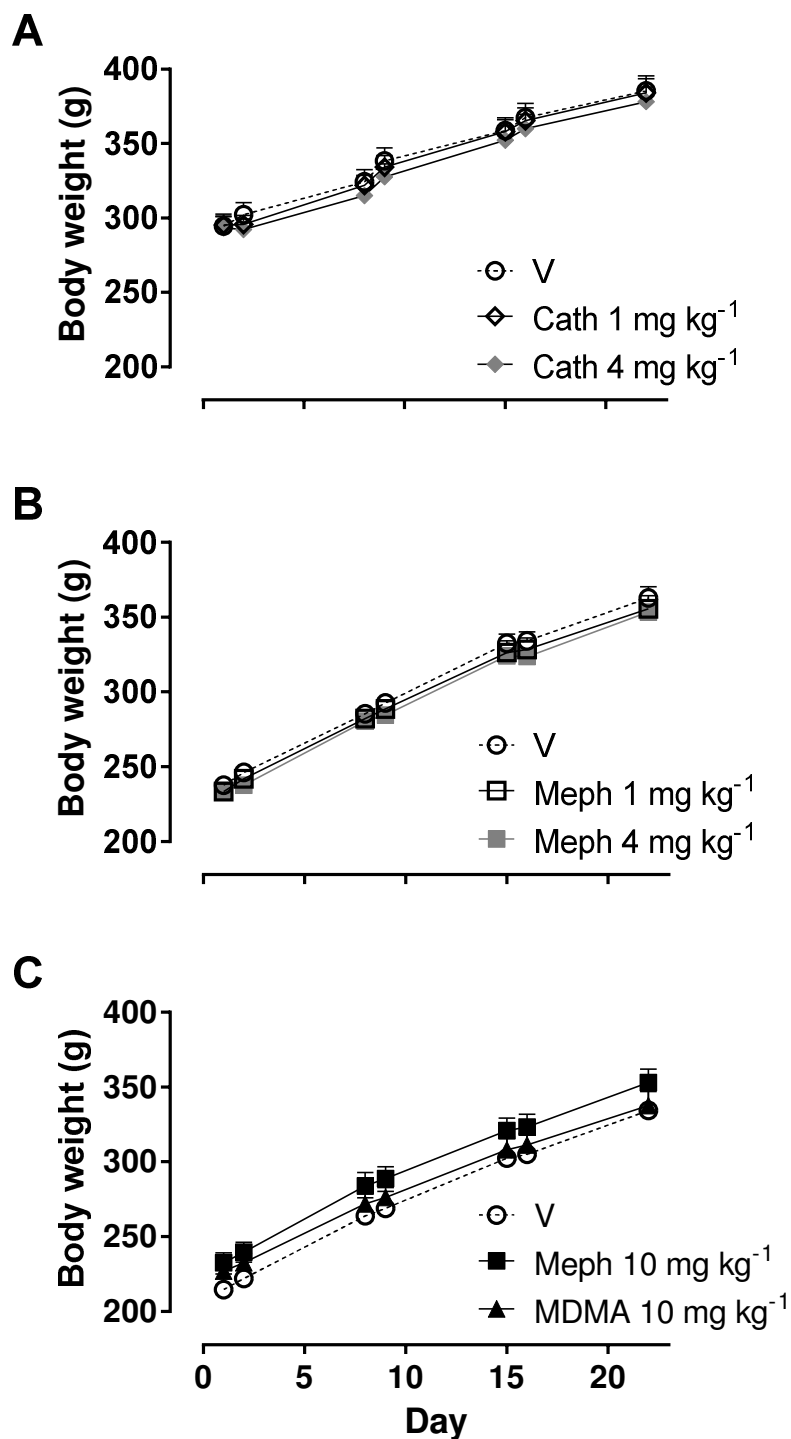 A
Body weight (g)
400
350
300
250
200
V
Cath 1 mg kg⁻¹
Cath 4 mg kg⁻¹
B
Body weight (g)
400
350
300
250
200
V
Meph 1 mg kg⁻¹
Meph 4 mg kg⁻¹
C
Body weight (g)
400
350
300
250
200
V
Meph 10 mg kg⁻¹
MDMA 10 mg kg⁻¹
0 5 10 15 20
Day